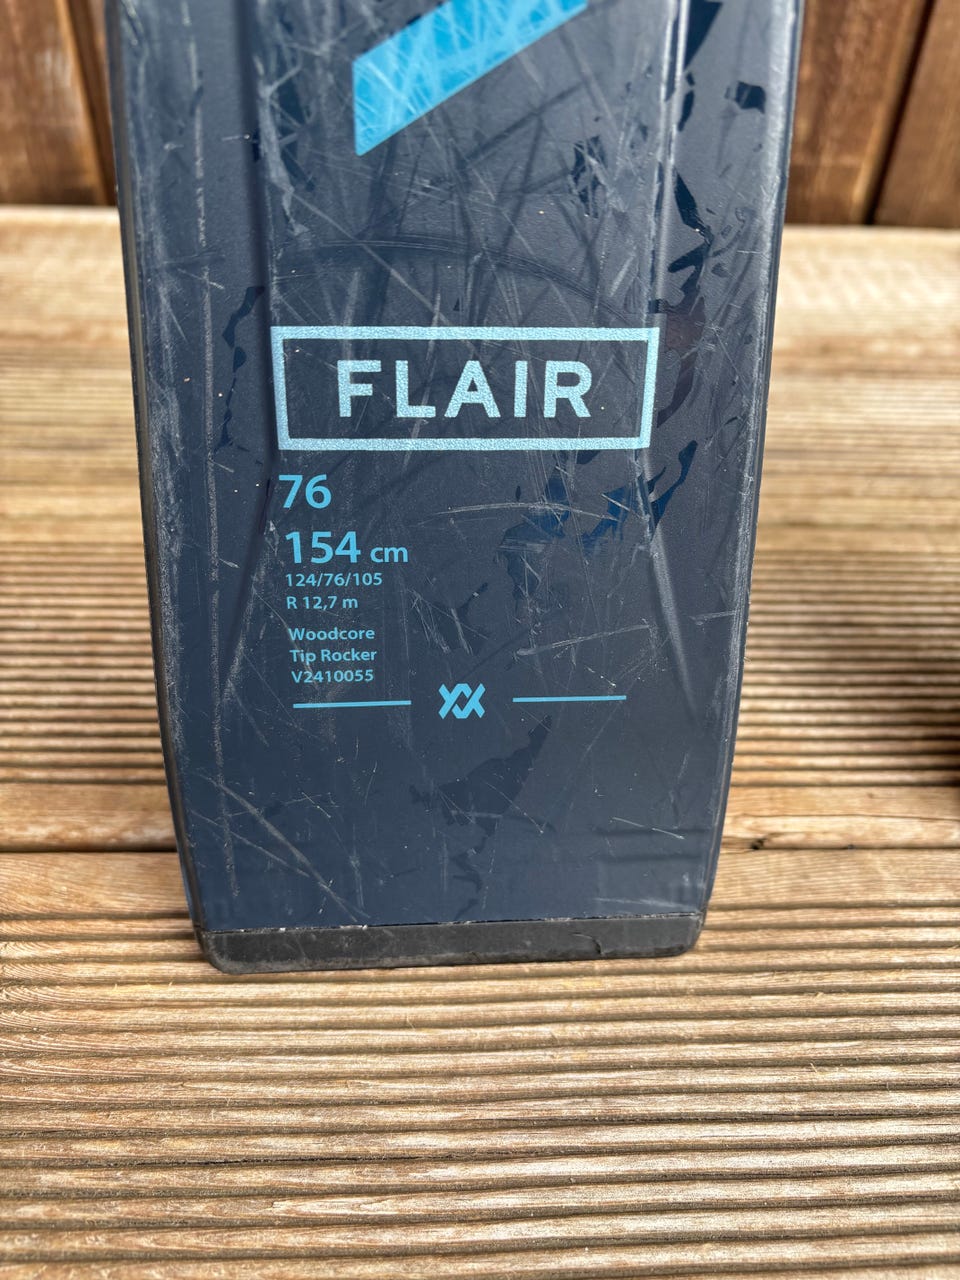 FLAIR
76
154 cm
124/76/105
R 12,7 m
Woodcore
Tip Rocker
V2410055